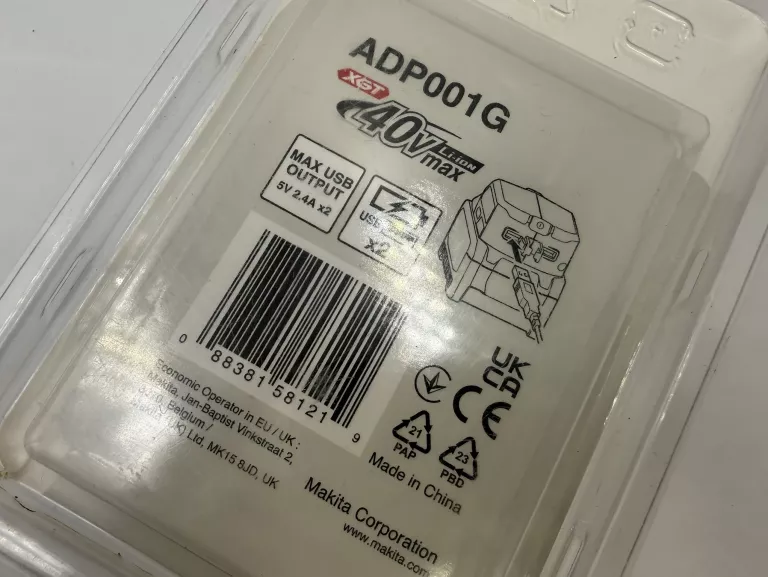 ADP001G
XGT
40Vmax
Li-ion
MAX USB
OUTPUT
5V 2.4A x2
USB
x2
0 88381 58121 9
Economic Operator in EU / UK :
Makita, Jan-Baptist Vinkstraat 2,
Belgium /
(UK) Ltd, MK15 8JD, UK
UK
CA
CE
21
PAP
23
PBD
Made in China
Makita Corporation
www.makita.com